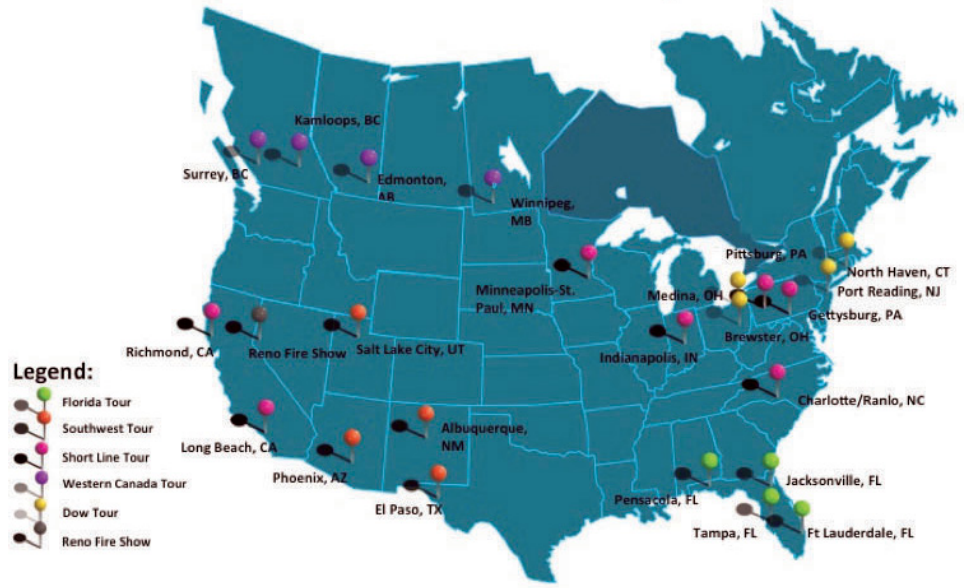 Kamloops, BC
Surrey, BC
Edmonton,
AB
Winnipeg,
MB
Pittsburg, PA
North Haven, CT
Minneapolis-St.
Paul, MN
Medina, OH
Port Reading, NJ
Gettysburg, PA
Brewster, OH
Richmond, CA
Reno Fire Show
Salt Lake City, UT
Indianapolis, IN
Legend:
Florida Tour
Southwest Tour
Short Line Tour
Western Canada Tour
Dow Tour
Reno Fire Show
Charlotte/Ranlo, NC
Long Beach, CA
Albuquerque,
NM
Phoenix, AZ
El Paso, TX
Pensacola, FL
Jacksonville, FL
Tampa, FL
Ft Lauderdale, FL